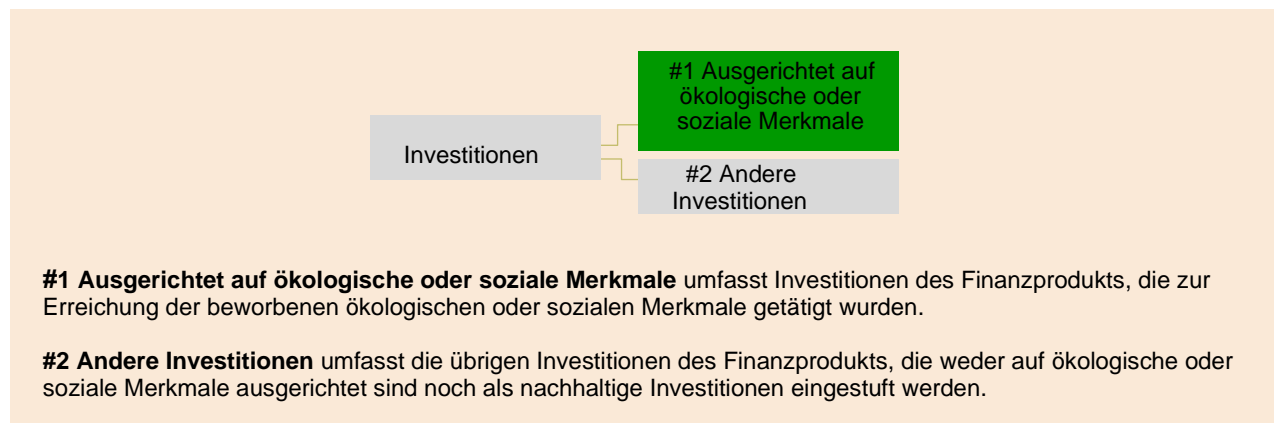 #1 Ausgerichtet auf
ökologische oder
soziale Merkmale
Investitionen
#2 Andere
Investitionen
#1 Ausgerichtet auf ökologische oder soziale Merkmale umfasst Investitionen des Finanzprodukts, die zur
Erreichung der beworbenen ökologischen oder sozialen Merkmale getätigt wurden.
#2 Andere Investitionen umfasst die übrigen Investitionen des Finanzprodukts, die weder auf ökologische oder
soziale Merkmale ausgerichtet sind noch als nachhaltige Investitionen eingestuft werden.